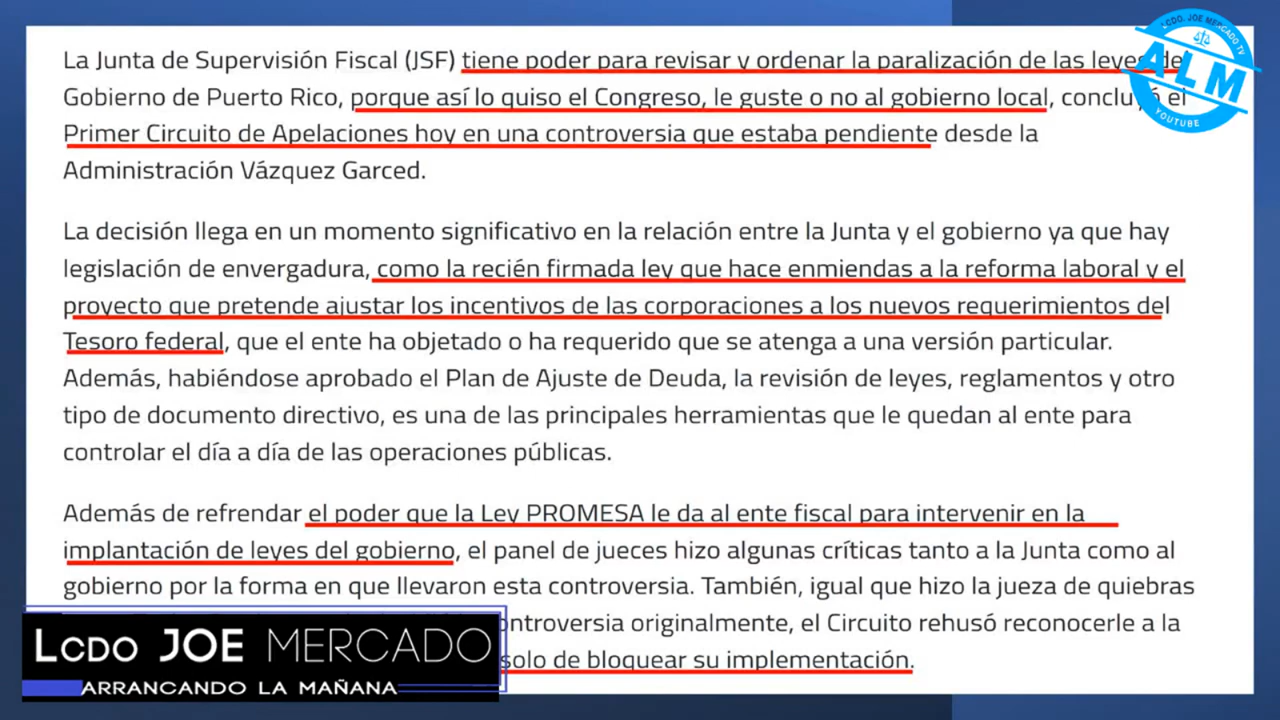 La Junta de Supervisión Fiscal (JSF) tiene poder para revisar y ordenar la paralización de las leyes del
Gobierno de Puerto Rico, porque así lo quiso el Congreso, le guste o no al gobierno local, concluyó el
Primer Circuito de Apelaciones hoy en una controversia que estaba pendiente desde la
Administración Vázquez Garced.
La decisión llega en un momento significativo en la relación entre la Junta y el gobierno ya que hay
legislación de envergadura, como la recién firmada ley que hace enmiendas a la reforma laboral y el
proyecto que pretende ajustar los incentivos de las corporaciones a los nuevos requerimientos del
Tesoro federal, que el ente ha objetado o ha requerido que se atenga a una versión particular.
Además, habiéndose aprobado el Plan de Ajuste de Deuda, la revisión de leyes, reglamentos y otro
tipo de documento directivo, es una de las principales herramientas que le quedan al ente para
controlar el día a día de las operaciones públicas.
Además de refrendar el poder que la Ley PROMESA le da al ente fiscal para intervenir en la
implantación de leyes del gobierno, el panel de jueces hizo algunas críticas tanto a la Junta como al
gobierno por la forma en que llevaron esta controversia. También, igual que hizo la jueza de quiebras
controversia originalmente, el Circuito rehusó reconocerle a la
solo de bloquear su implementación.
LCDO JOE MERCADO
ARRANCANDO LA MAÑANA
LCDO. JOE MERCADO TV
ALM
YOUTUBE